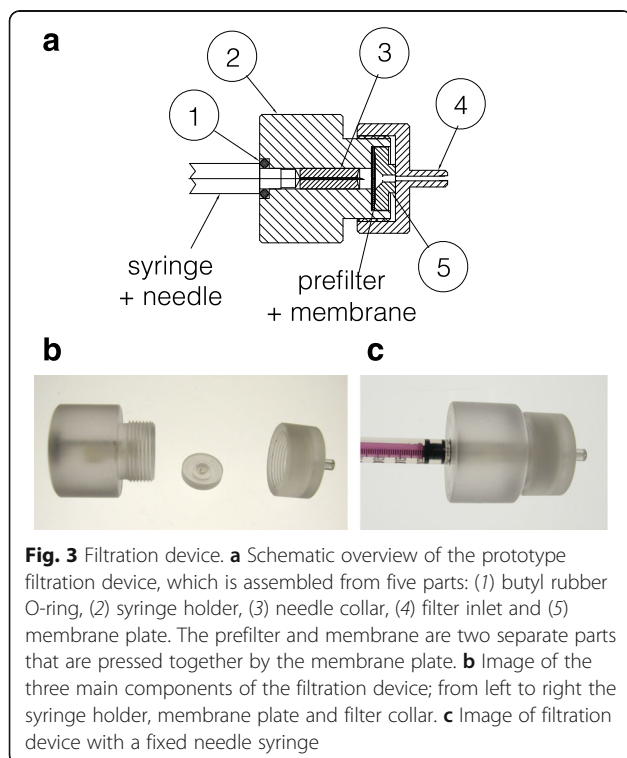 a
2
3
1
4
syringe
+ needle
prefilter
+ membrane
5
b
c
Fig. 3 Filtration device. a Schematic overview of the prototype
filtration device, which is assembled from five parts: (1) butyl rubber
O-ring, (2) syringe holder, (3) needle collar, (4) filter inlet and (5)
membrane plate. The prefilter and membrane are two separate parts
that are pressed together by the membrane plate. b Image of the
three main components of the filtration device; from left to right the
syringe holder, membrane plate and filter collar. c Image of filtration
device with a fixed needle syringe